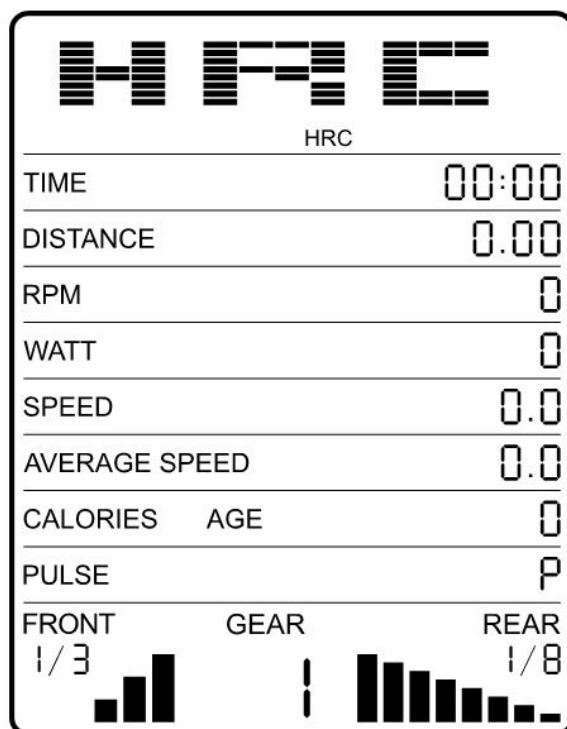 HRC
HRC
TIME 00:00
DISTANCE 0.00
RPM 0
WATT 0
SPEED 0.0
AVERAGE SPEED 0.0
CALORIES AGE 0
PULSE P
FRONT GEAR REAR
1/3 1 1/8